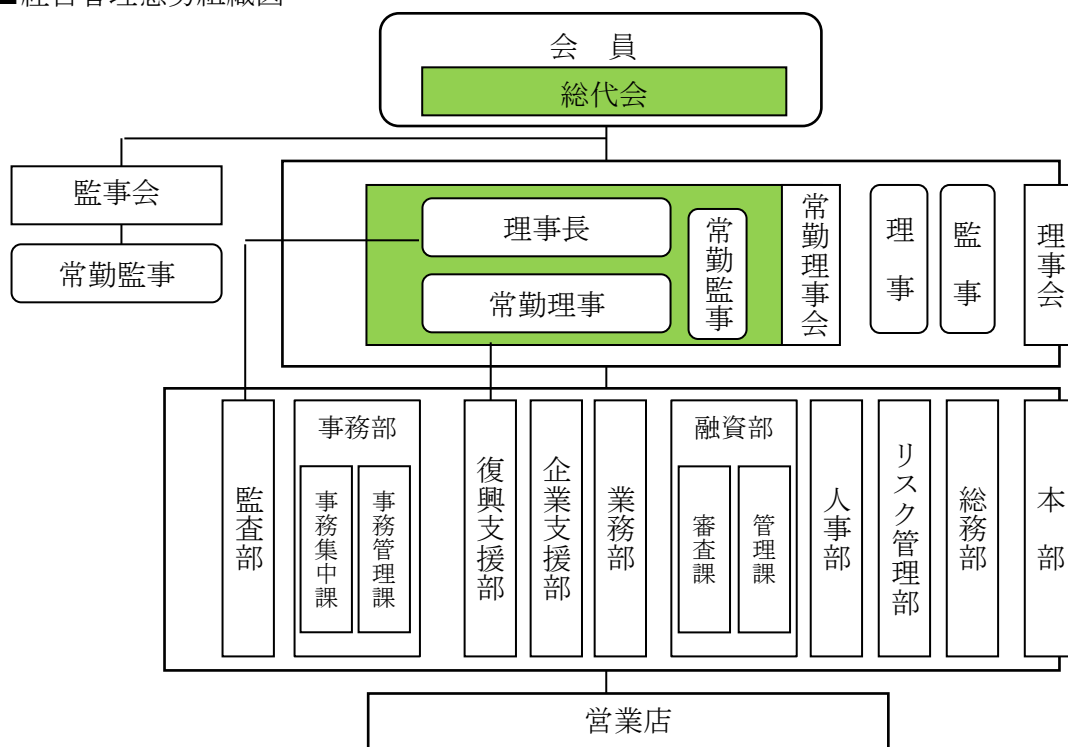 ■経営管理態勢組織図
会　員
総代会
監事会
常勤監事
理事長
常勤理事
常勤監事
常勤理事会
理　事
監　事
理事会
監査部
事務部
事務集中課
事務管理課
復興支援部
企業支援部
業務部
融資部
審査課
管理課
人事部
リスク管理部
総務部
本　部
営業店